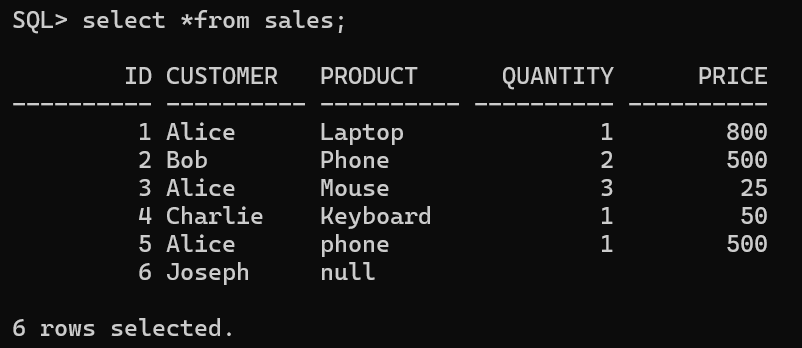 SQL> select *from sales;
ID CUSTOMER PRODUCT QUANTITY PRICE
---------- ---------- ---------- ---------- ----------
1 Alice Laptop 1 800
2 Bob Phone 2 500
3 Alice Mouse 3 25
4 Charlie Keyboard 1 50
5 Alice phone 1 500
6 Joseph null
6 rows selected.